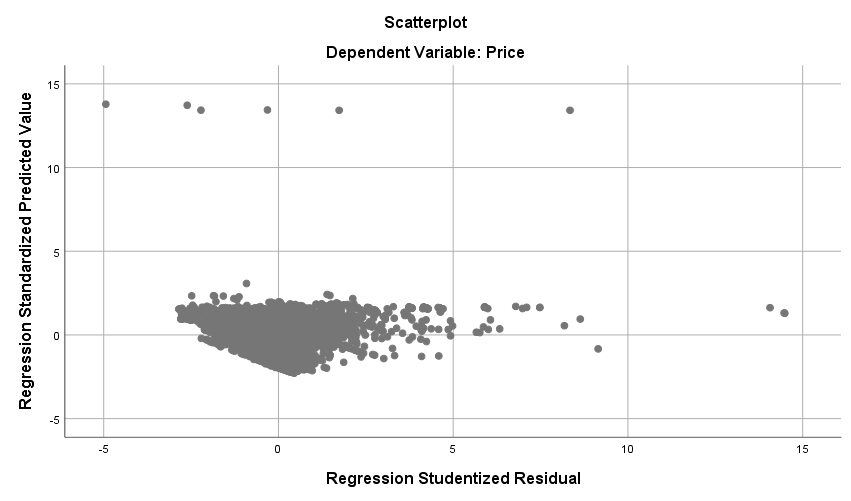 Scatterplot
Dependent Variable: Price
Regression Standardized Predicted Value
15
10
5
0
-5
-5
0
5
10
15
Regression Studentized Residual